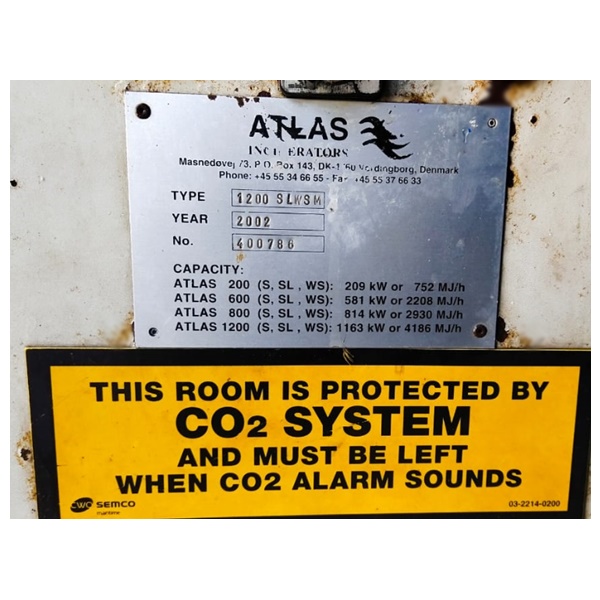 ATLAS
INCINERATORS
Masnedøvej 73, P.O. Box 143, DK-4760 Vordingborg, Denmark
Phone: +45 55 34 66 55 - Fax +45 55 37 66 33
TYPE 1200 SLWSM
YEAR 2002
No. 400786
CAPACITY:
ATLAS 200 (S, SL , WS): 209 kW or 752 MJ/h
ATLAS 600 (S, SL , WS): 581 kW or 2208 MJ/h
ATLAS 800 (S, SL , WS): 814 kW or 2930 MJ/h
ATLAS 1200 (S, SL , WS): 1163 kW or 4186 MJ/h
THIS ROOM IS PROTECTED BY
CO2 SYSTEM
AND MUST BE LEFT
WHEN CO2 ALARM SOUNDS
CWO SEMCO
maritime
03-2214-0200